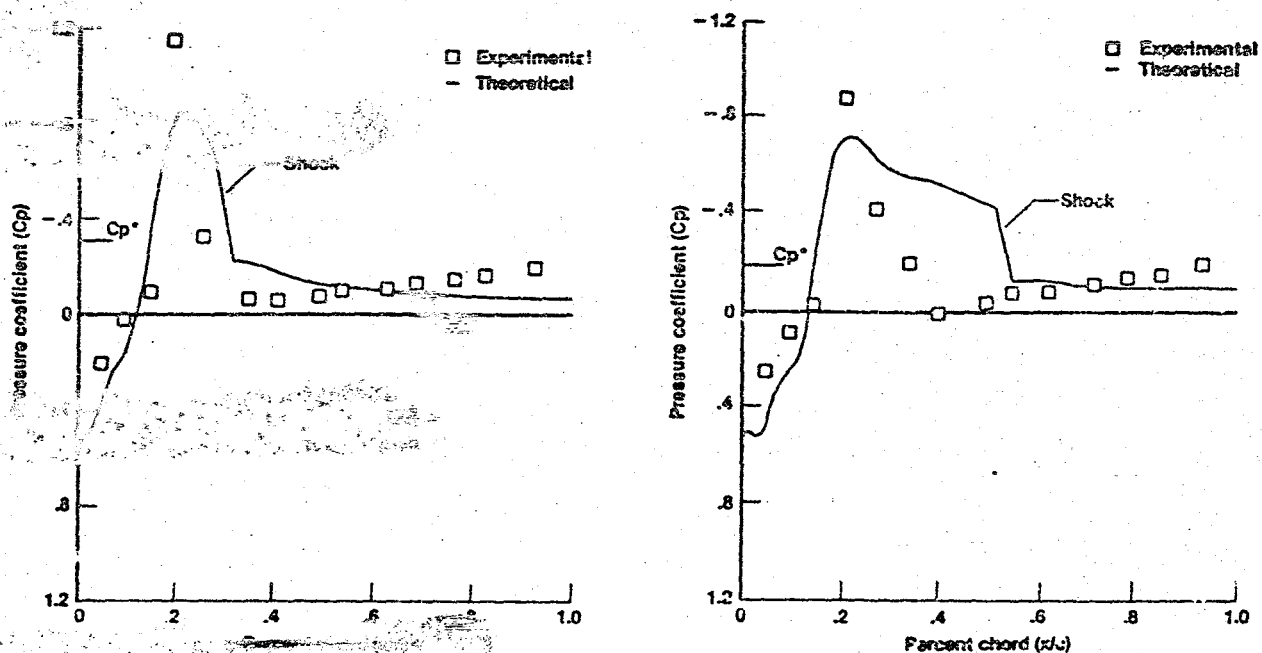 □ Experimental
— Theoretical
Shock
-.4
Cp*
0
.8
1.2
0
.2
.4
.6
.8
1.0
Pressure coefficient (Cp)
-1.2
□ Experimental
— Theoretical
-.8
-.4
Shock
Cp*
0
.4
.8
1.2
0
.2
.4
.6
.8
1.0
Percent chord (x/c)